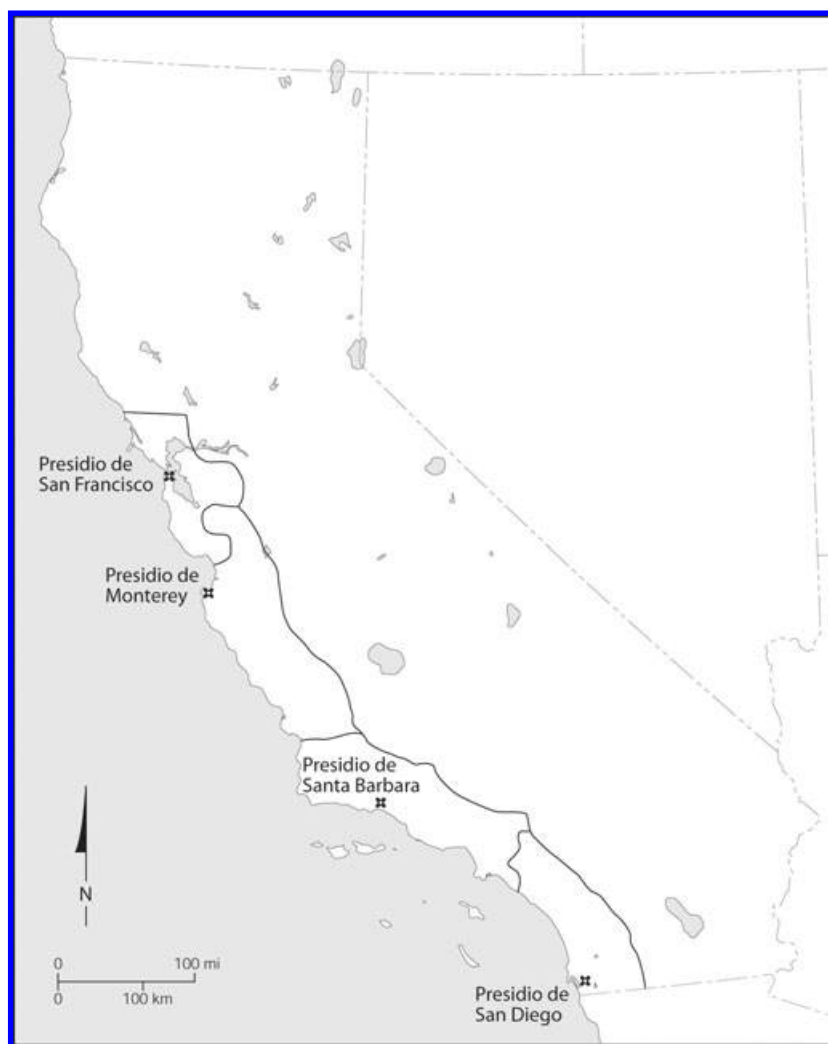 Presidio de
San Francisco
Presidio de
Monterey
Presidio de
Santa Barbara
N
0 100 mi
0 100 km
Presidio de
San Diego